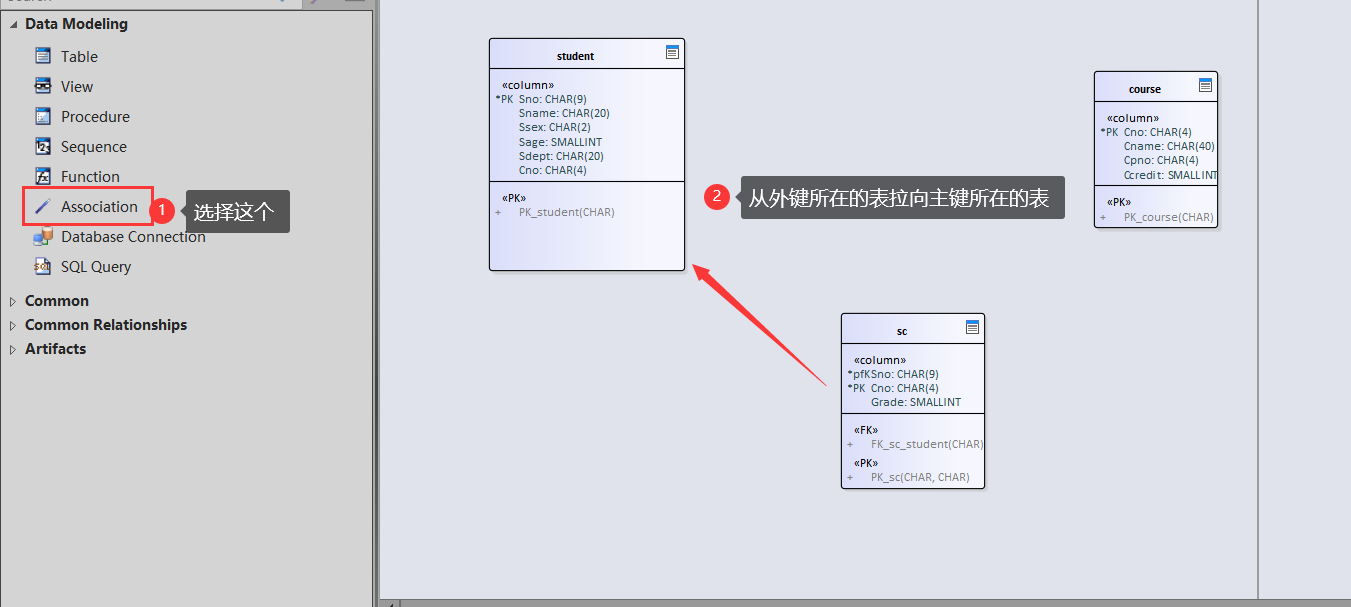 Data Modeling
Table
View
Procedure
Sequence
Function
Association
Database Connection
SQL Query
Common
Common Relationships
Artifacts
1
选择这个
student
«column»
*PK Sno: CHAR(9)
Sname: CHAR(20)
Ssex: CHAR(2)
Sage: SMALLINT
Sdept: CHAR(20)
Cno: CHAR(4)
«PK»
+ PK_student(CHAR)
2
从外键所在的表拉向主键所在的表
course
«column»
*PK Cno: CHAR(4)
Cname: CHAR(40)
Cpno: CHAR(4)
Ccredit: SMALLINT
«PK»
+ PK_course(CHAR)
sc
«column»
*pfKSno: CHAR(9)
*PK Cno: CHAR(4)
Grade: SMALLINT
«FK»
+ FK_sc_student(CHAR)
«PK»
+ PK_sc(CHAR, CHAR)